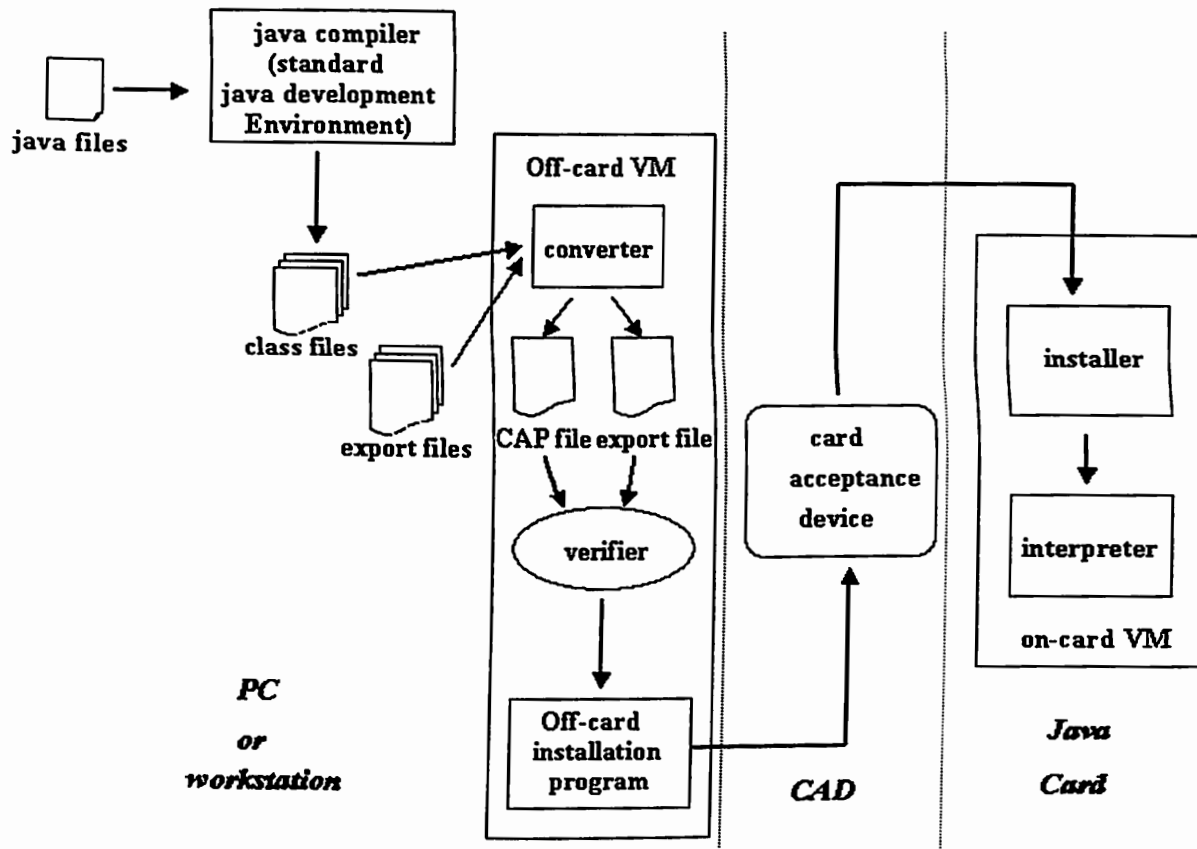 java files
java compiler
(standard
java development
Environment)
class files
export files
Off-card VM
converter
CAP file
export file
verifier
Off-card
installation
program
PC
or
workstation
card
acceptance
device
CAD
installer
interpreter
on-card VM
Java
Card